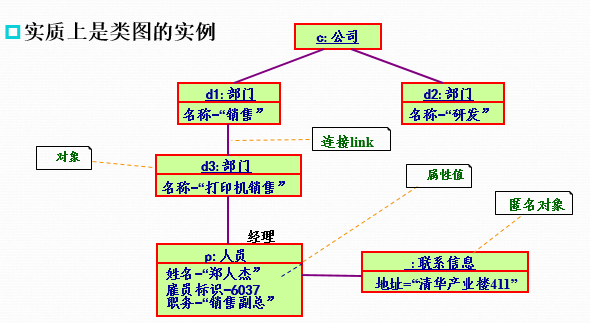 实质上是类图的实例
c: 公司
d1: 部门
名称-“销售”
d2: 部门
名称-“研发”
连接link
对象
d3: 部门
名称-“打印机销售”
属性值
匿名对象
经理
p: 人员
姓名-“郑人杰”
雇员标识-6037
职务-“销售副总”
: 联系信息
地址=“清华产业楼411”